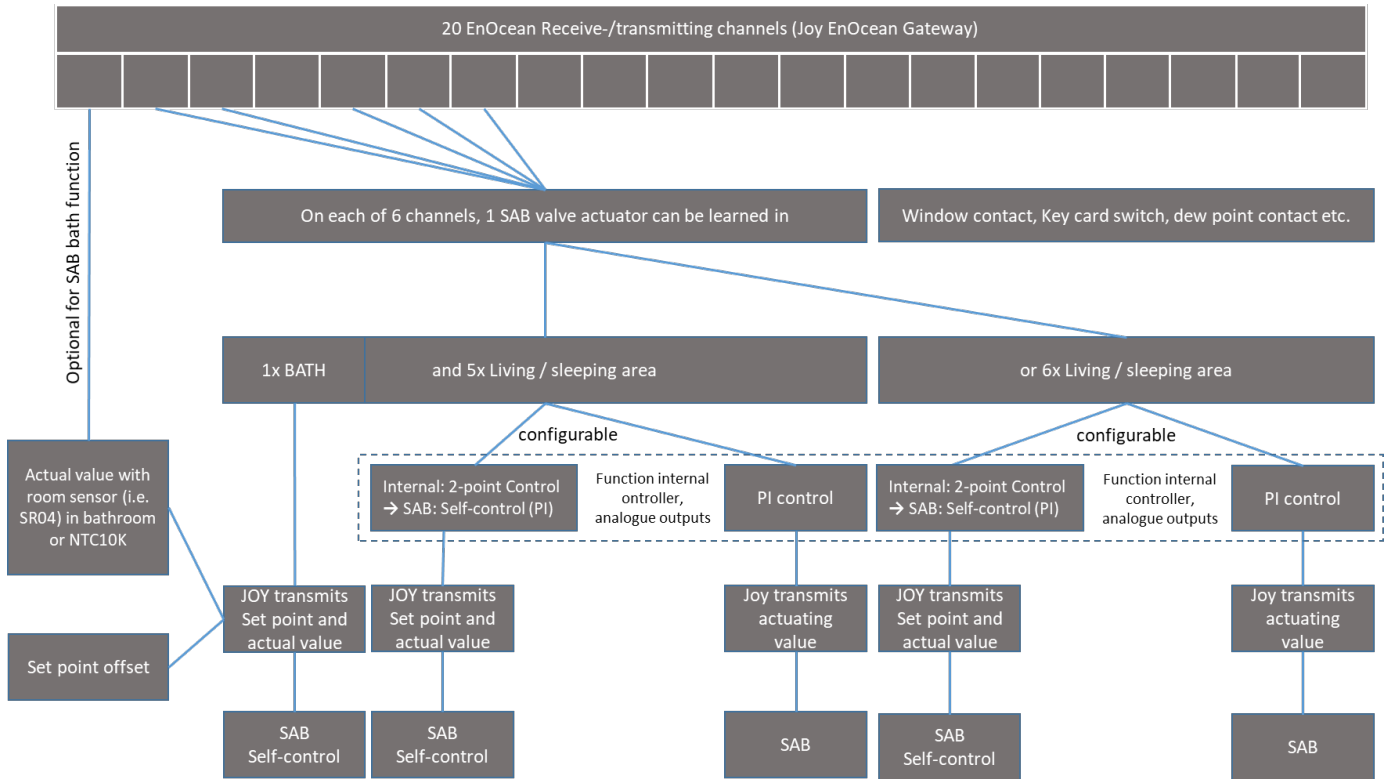 20 EnOcean Receive-/transmitting channels (Joy EnOcean Gateway)
Optional for SAB bath function
On each of 6 channels, 1 SAB valve actuator can be learned in
Window contact, Key card switch, dew point contact etc.
1x BATH
and 5x Living / sleeping area
or 6x Living / sleeping area
configurable
configurable
Actual value with
room sensor (i.e.
SR04) in bathroom
or NTC10K
Internal: 2-point Control
→ SAB: Self-control (PI)
Function internal
ontroller,
analogue outputs
PI control
Internal: 2-point Control
→ SAB: Self-control (PI)
Function internal
controller,
analogue outputs
PI control
Set point offset
JOY transmits
Set point and
actual value
JOY transmits
Set point and
actual value
Joy transmits
actuating
value
JOY transmits
Set point and
actual value
Joy transmits
actuating
value
SAB
Self-control
SAB
Self-control
SAB
SAB
Self-control
SAB